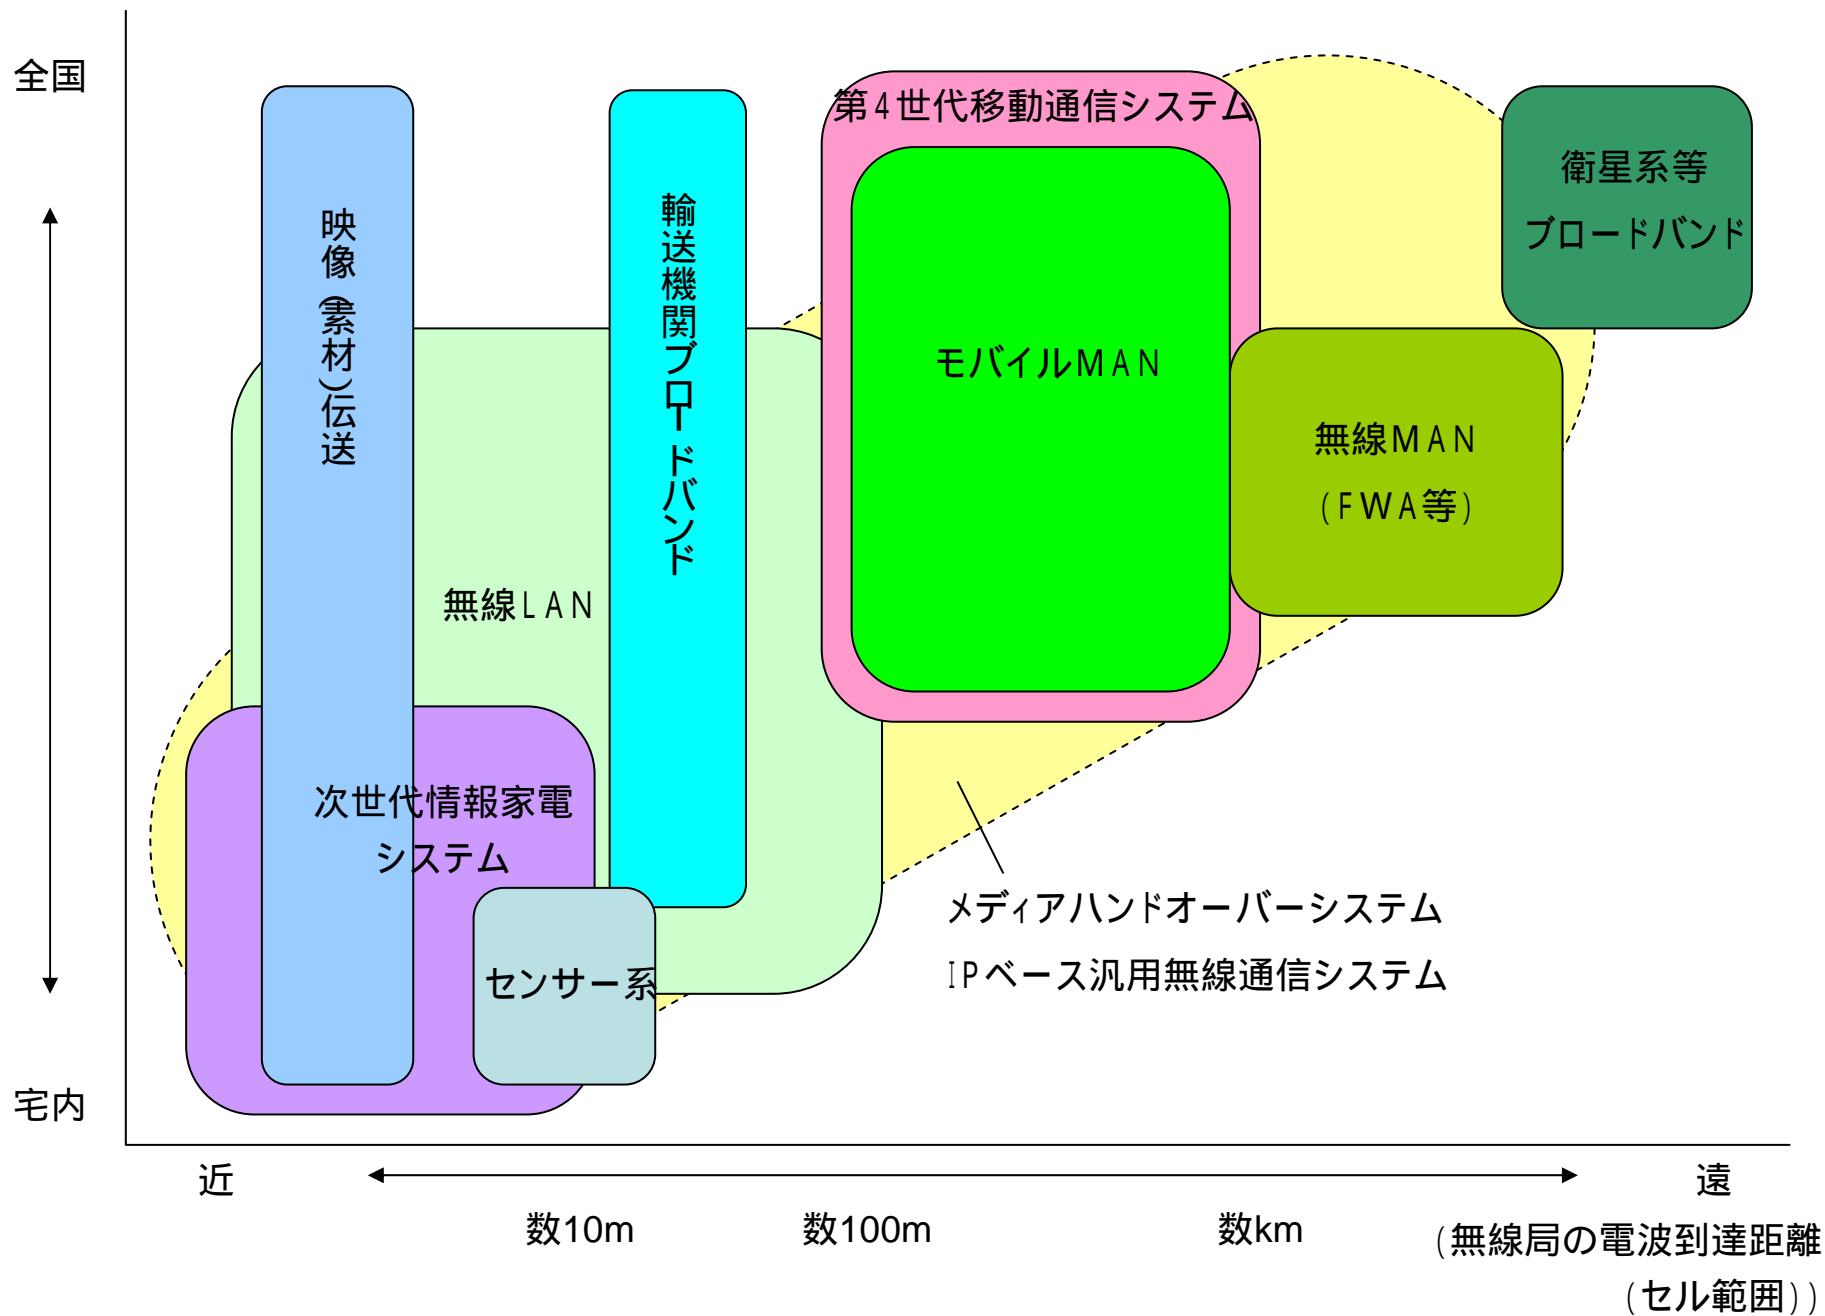 全国
第4世代移動通信システム
衛星系等
ブロードバンド
映像(素材)伝送
輸送機関ブロードバンド
モバイルMAN
無線MAN
(FWA等)
無線LAN
次世代情報家電
システム
センサー系
メディアハンドオーバーシステム
IPベース汎用無線通信システム
宅内
近
遠
数10m
数100m
数km
(無線局の電波到達距離
(セル範囲))